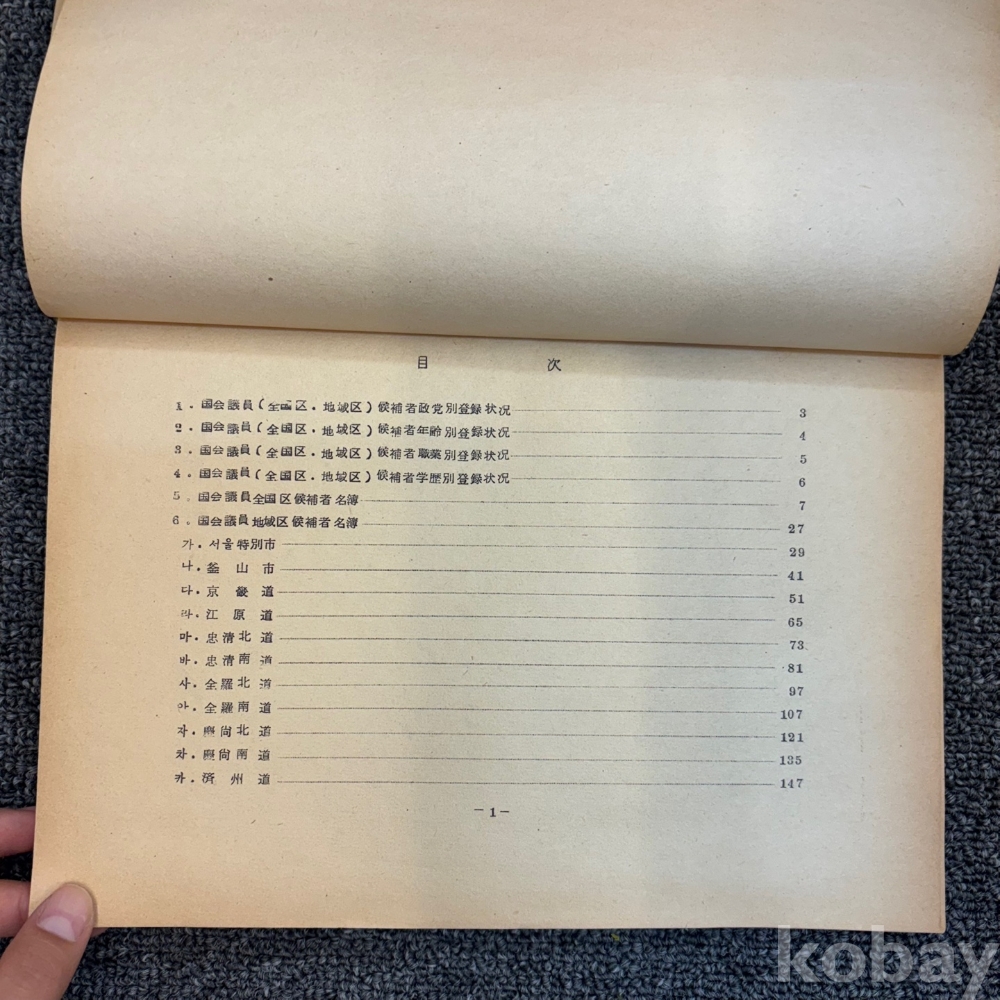 目 次
1. 国会議員(全国区·地域区)候補者政党別登録状况 3
2. 国会議員(全国区·地域区)候補者年齢別登録状况 4
3. 国会議員(全国区·地域区)候補者職業別登録状况 5
4. 国会議員(全国区·地域区)候補者学歴別登録状况 6
5. 国会議員全国区候補者名簿 7
6. 国会議員地域区候補者名簿 27
가. 서울特別市 29
나. 釜山市 41
다. 京畿道 51
라. 江原道 65
마. 忠清北道 73
바. 忠清南道 81
사. 全羅北道 97
아. 全羅南道 107
자. 慶尚北道 121
차. 慶尚南道 135
카. 済州道 147
-1-
kobay